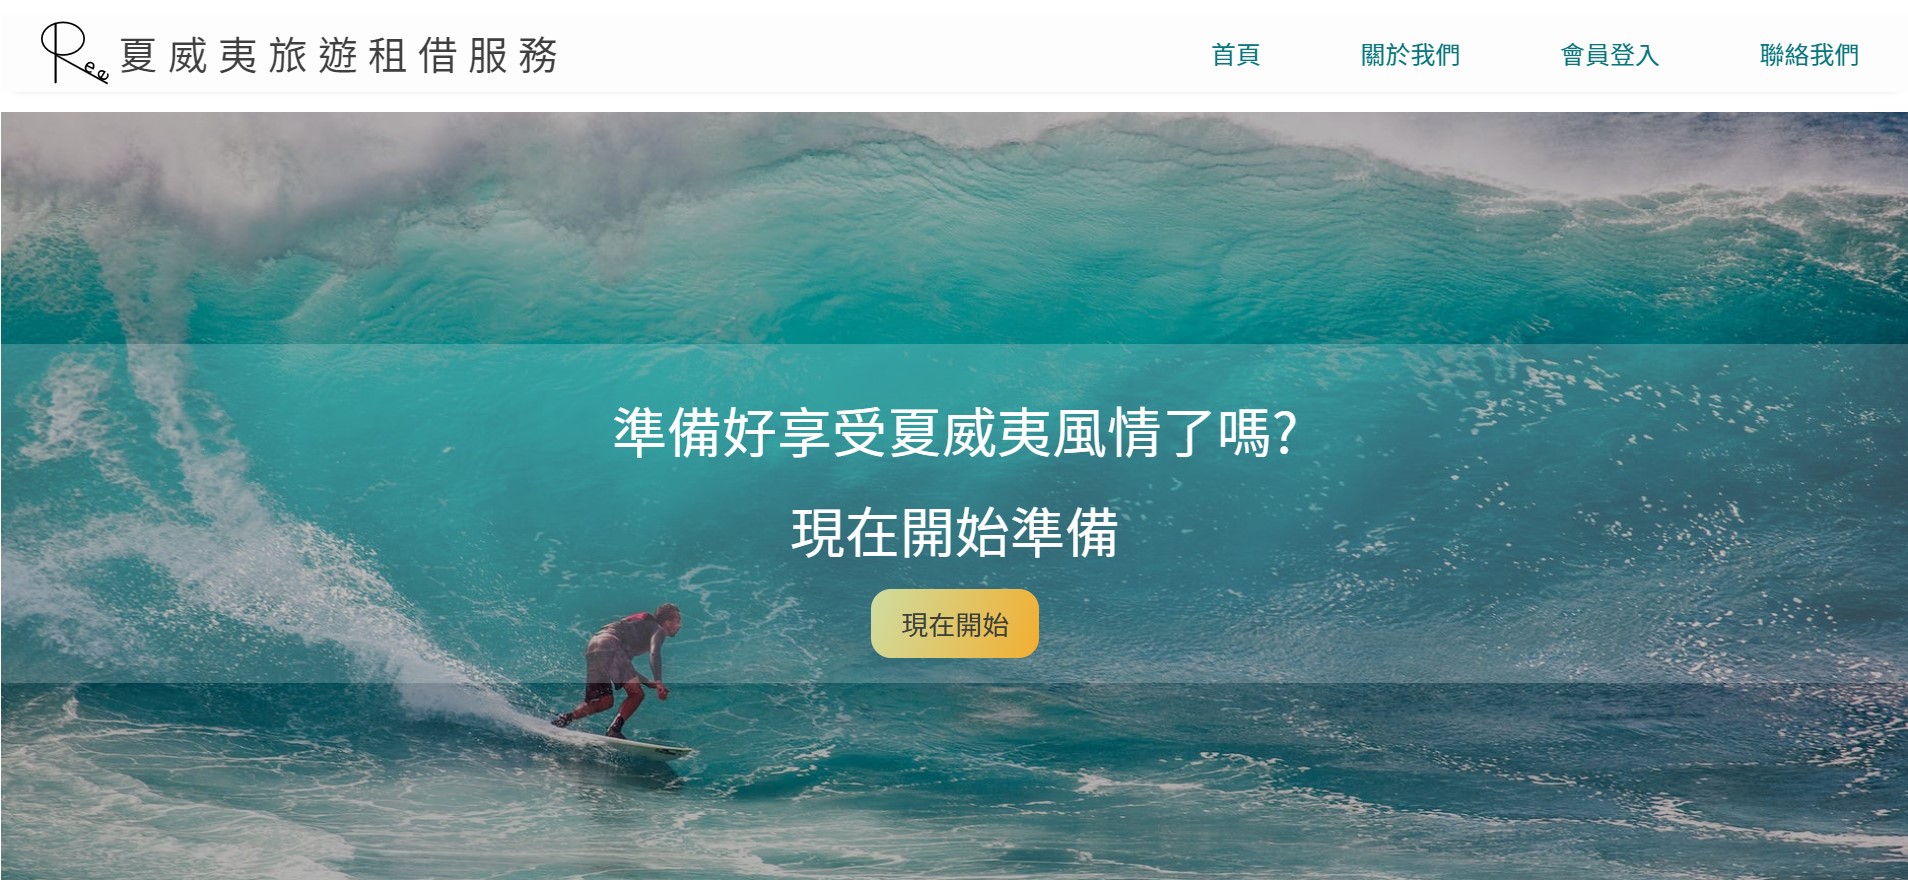 Ree 夏威夷旅遊租借服務
首頁 關於我們 會員登入 聯絡我們
準備好享受夏威夷風情了嗎?
現在開始準備
現在開始